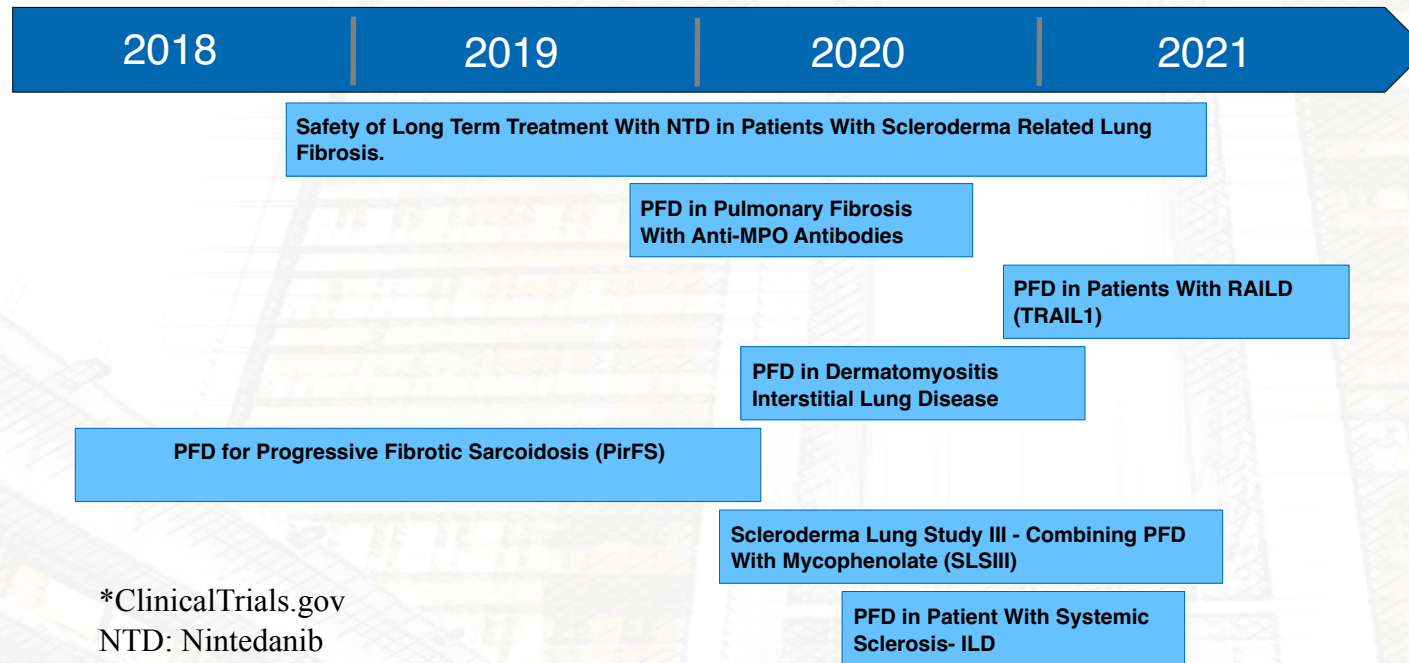 2018
2019
2020
2021
Safety of Long Term Treatment With NTD in Patients With Scleroderma Related Lung
Fibrosis.
PFD in Pulmonary Fibrosis
With Anti-MPO Antibodies
PFD in Patients With RAILD
(TRAIL1)
PFD in Dermatomyositis
Interstitial Lung Disease
PFD for Progressive Fibrotic Sarcoidosis (PirFS)
Scleroderma Lung Study III - Combining PFD
With Mycophenolate (SLSIII)
PFD in Patient With Systemic
Sclerosis- ILD
*ClinicalTrials.gov
NTD: Nintedanib